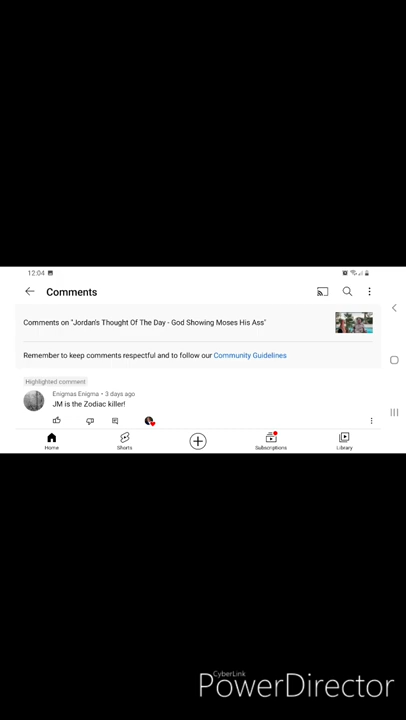 12:04
Comments
Comments on "Jordan's Thought Of The Day - God Showing Moses His Ass"
Remember to keep comments respectful and to follow our Community Guidelines
Highlighted comment
Enigmas Enigma • 3 days ago
JM is the Zodiac killer!
Home Shorts Subscriptions Library
CyberLink
PowerDirector